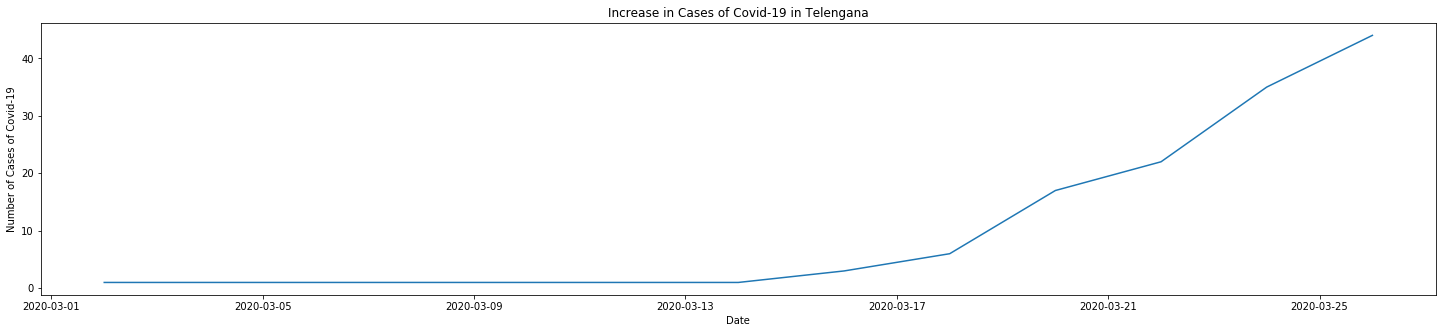 Increase in Cases of Covid-19 in Telengana
Number of Cases of Covid-19
40
30
20
10
0
2020-03-01 2020-03-05 2020-03-09 2020-03-13 2020-03-17 2020-03-21 2020-03-25
Date